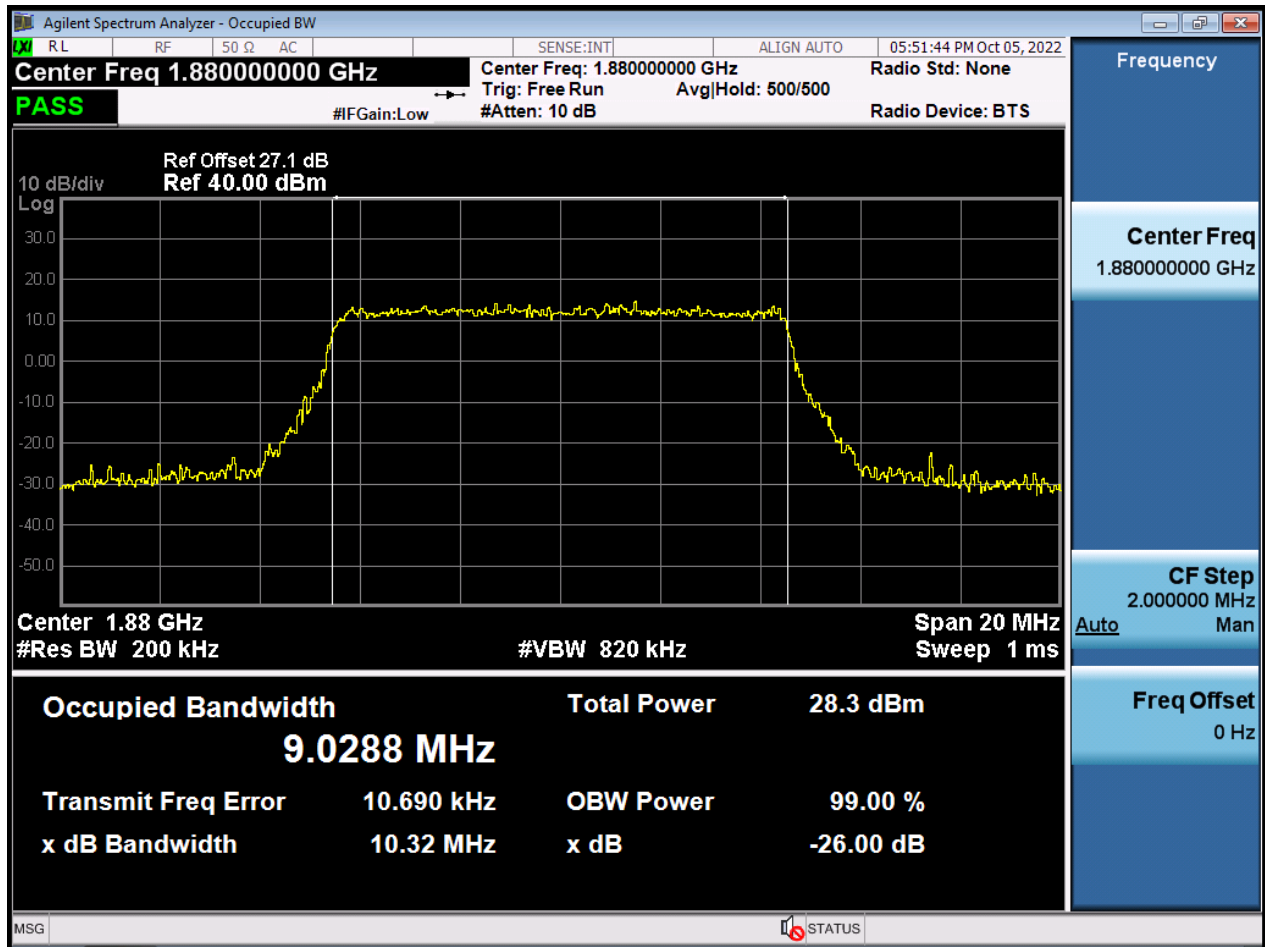 Agilent Spectrum Analyzer - Occupied BW
LXI RL RF 50 Ω AC SENSE:INT ALIGN AUTO 05:51:44 PM Oct 05, 2022
Center Freq 1.880000000 GHz
PASS
#IFGain:Low
Center Freq: 1.880000000 GHz
Trig: Free Run Avg|Hold: 500/500
#Atten: 10 dB
Radio Std: None
Radio Device: BTS
Ref Offset 27.1 dB
10 dB/div Ref 40.00 dBm
Log
30.0
20.0
10.0
0.00
-10.0
-20.0
-30.0
-40.0
-50.0
Center 1.88 GHz Span 20 MHz
#Res BW 200 kHz #VBW 820 kHz Sweep 1 ms
Occupied Bandwidth Total Power 28.3 dBm
9.0288 MHz
Transmit Freq Error 10.690 kHz OBW Power 99.00 %
x dB Bandwidth 10.32 MHz x dB -26.00 dB
Frequency
Center Freq
1.880000000 GHz
CF Step
2.000000 MHz
Auto Man
Freq Offset
0 Hz
MSG STATUS